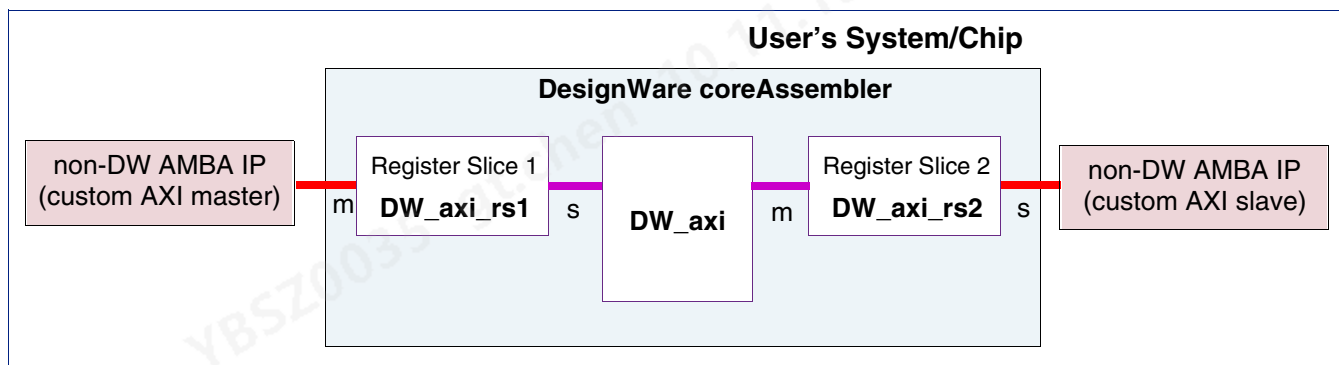 User's System/Chip
DesignWare coreAssembler
non-DW AMBA IP
(custom AXI master)
m
Register Slice 1
DW_axi_rs1
s
DW_axi
m
Register Slice 2
DW_axi_rs2
s
non-DW AMBA IP
(custom AXI slave)